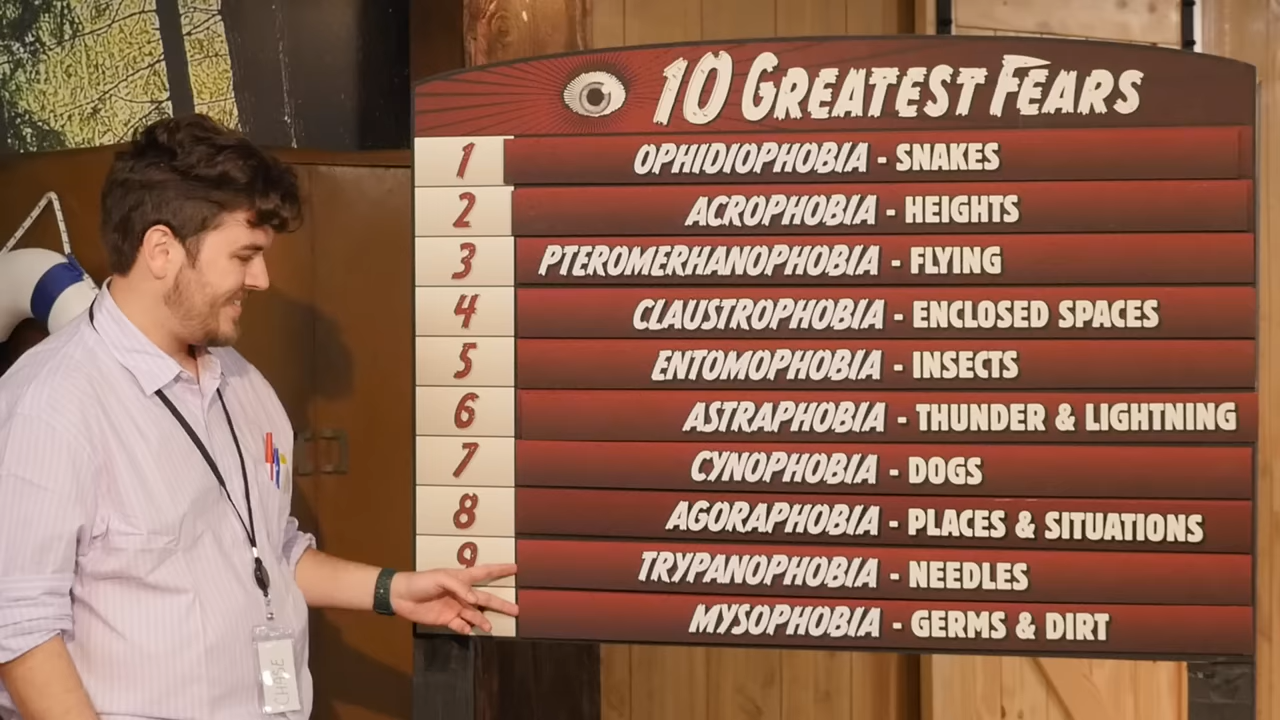 10 GREATEST FEARS
1 OPHIDIOPHOBIA - SNAKES
2 ACROPHOBIA - HEIGHTS
3 PTEROMERHANOPHOBIA - FLYING
4 CLAUSTROPHOBIA - ENCLOSED SPACES
5 ENTOMOPHOBIA - INSECTS
6 ASTRAPHOBIA - THUNDER & LIGHTNING
7 CYNOPHOBIA - DOGS
8 AGORAPHOBIA - PLACES & SITUATIONS
9 TRYPANOPHOBIA - NEEDLES
MYSOPHOBIA - GERMS & DIRT
CHASE